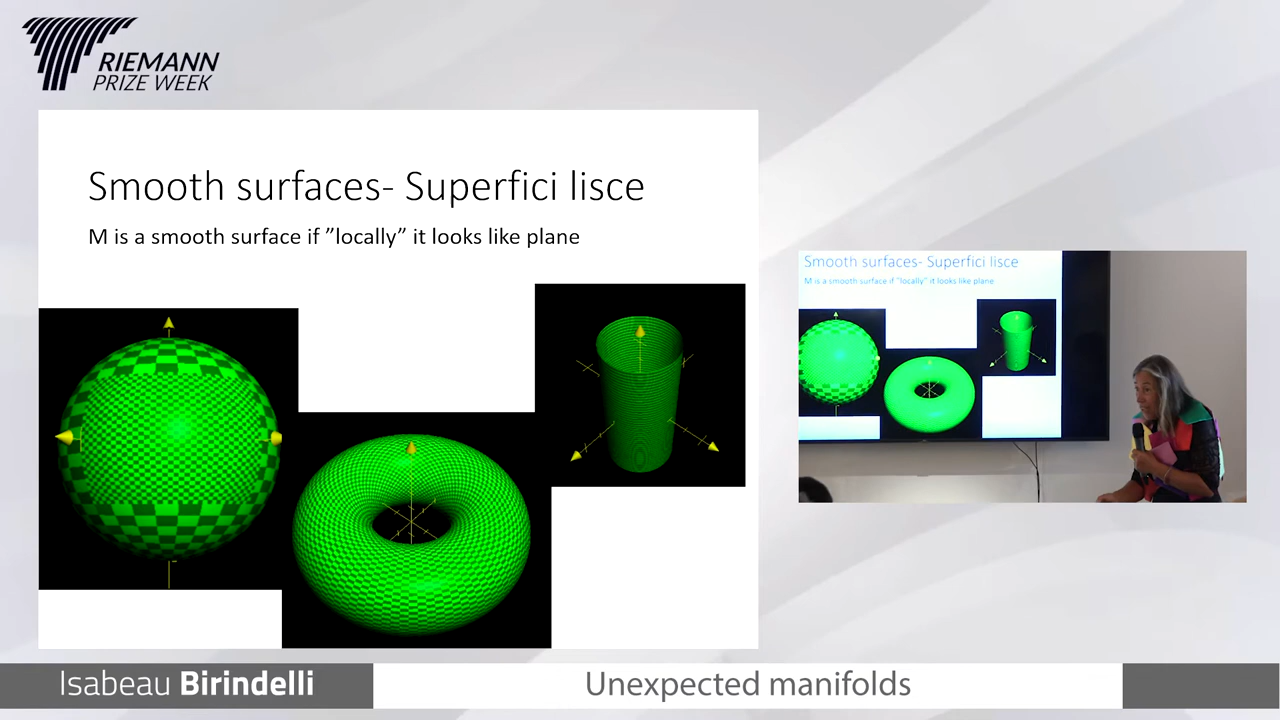 RIEMANN
PRIZE WEEK
Smooth surfaces- Superfici lisce
M is a smooth surface if ”locally” it looks like plane
Smooth surfaces- Superfici lisce
M is a smooth surface if ”locally” it looks like plane
Isabeau Birindelli
Unexpected manifolds